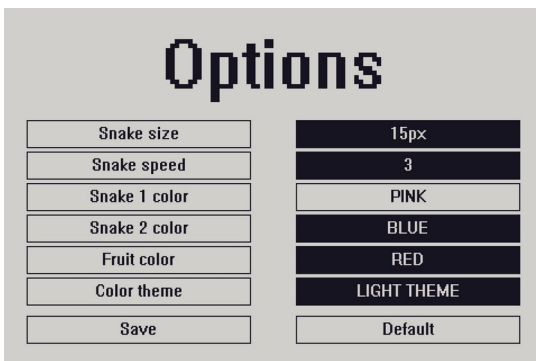 Options
Snake size 15px
Snake speed 3
Snake 1 color PINK
Snake 2 color BLUE
Fruit color RED
Color theme LIGHT THEME
Save Default